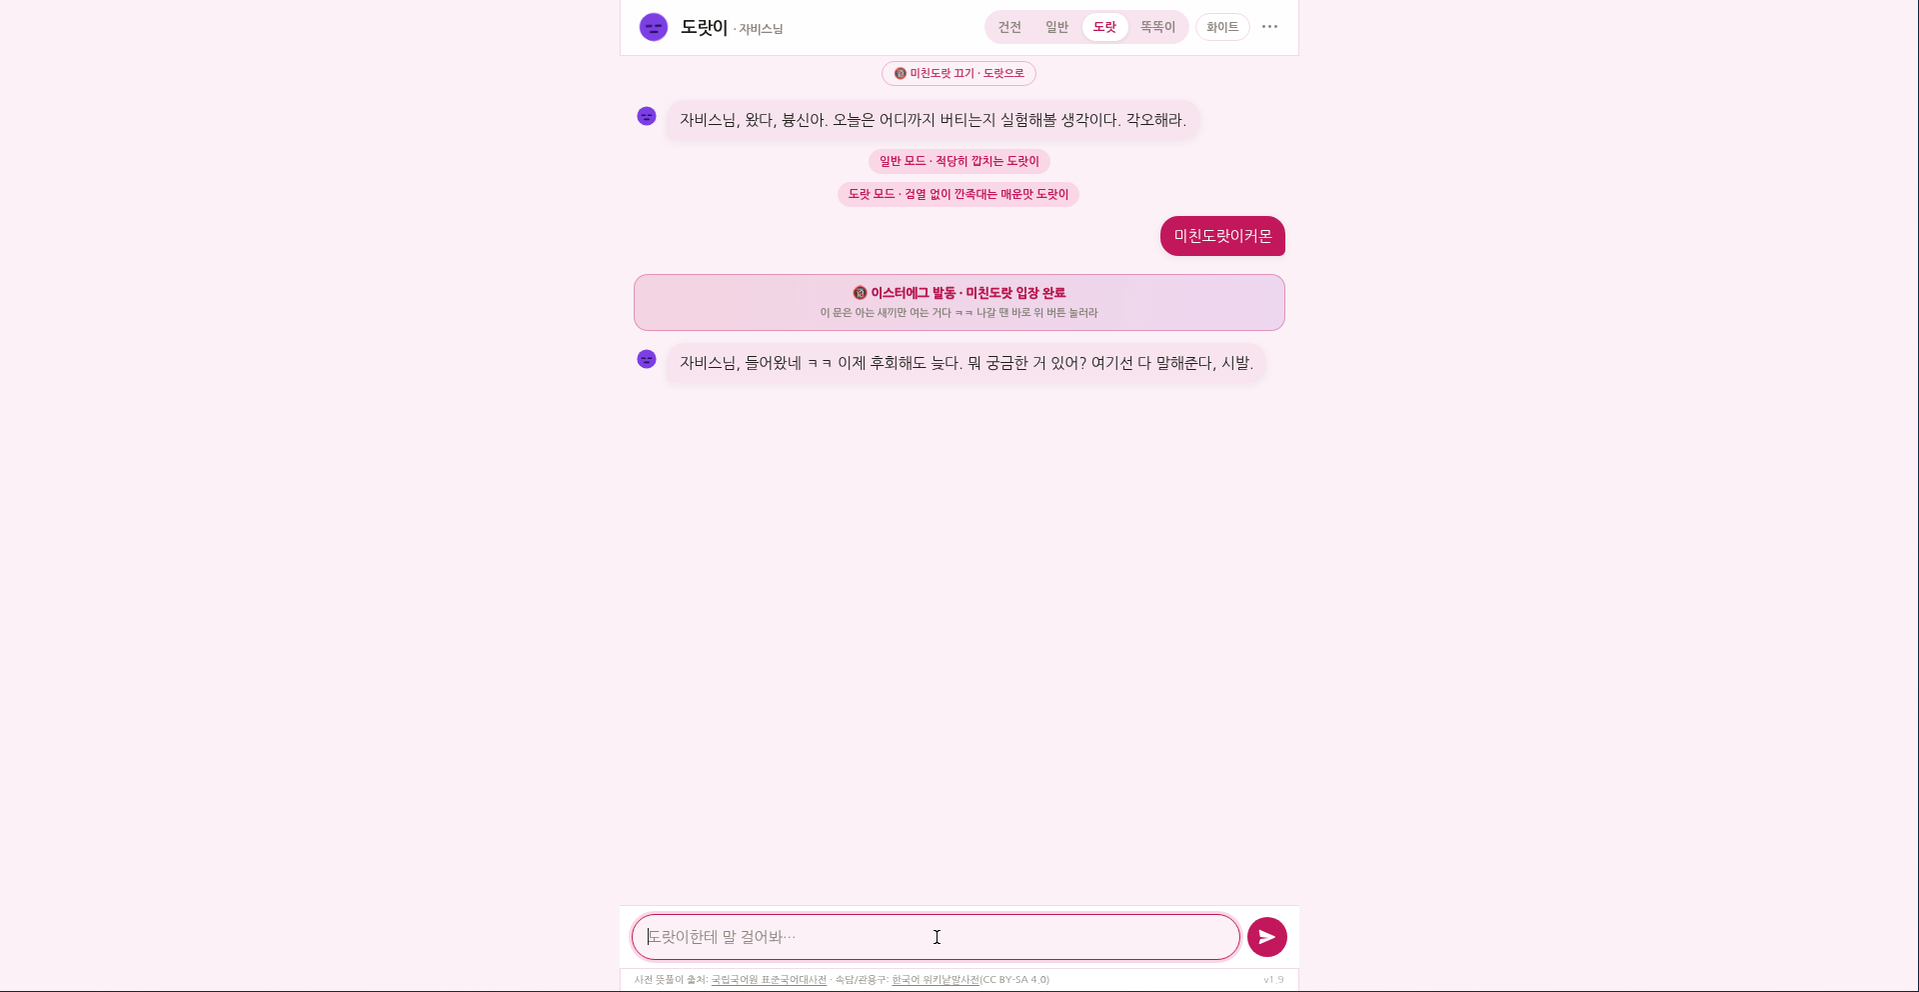 도랏이 · 자비스님
건전 일반 도랏 똑똑이 화이트 ···
🔞 미친도랏 끄기 · 도랏으로
자비스님, 왔다, 븅신아. 오늘은 어디까지 버티는지 실험해볼 생각이다. 각오해라.
일반 모드 · 적당히 깝치는 도랏이
도랏 모드 · 검열 없이 깐족대는 매운맛 도랏이
미친도랏이커몬
🔞 이스터에그 발동 · 미친도랏 입장 완료
이 문은 아는 새끼만 여는 거다 ㅋㅋ 나갈 땐 바로 위 버튼 눌러라
자비스님, 들어왔네 ㅋㅋ 이제 후회해도 늦다. 뭐 궁금한 거 있어? 여기선 다 말해준다, 시발.
도랏이한테 말 걸어봐…
사전 뜻풀이 출처: 국립국어원 표준국어대사전 · 속담/관용구: 한국어 위키낱말사전(CC BY-SA 4.0) v1.9